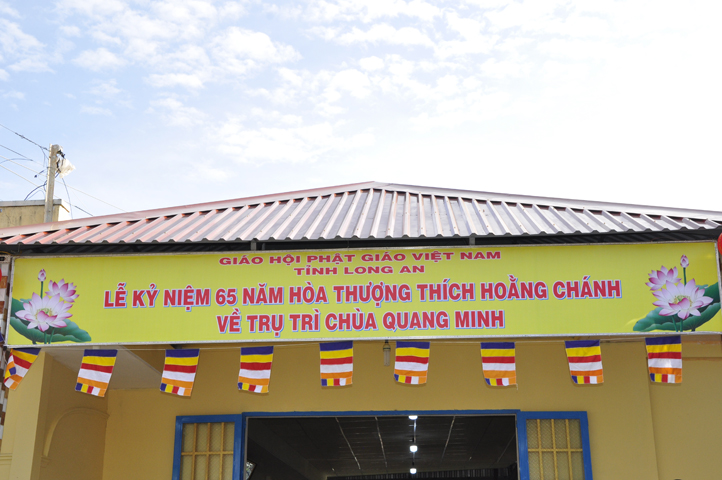 GIÁO HỘI PHẬT GIÁO VIỆT NAM
TỈNH LONG AN
LỄ KỶ NIỆM 65 NĂM HÒA THƯỢNG THÍCH HOẰNG CHÁNH
VỀ TRỤ TRÌ CHÙA QUANG MINH